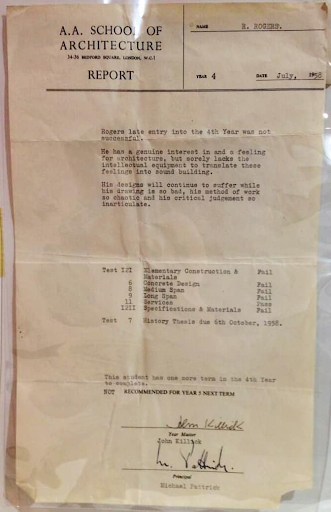 A.A. SCHOOL OF
ARCHITECTURE
34-36 BEDFORD SQUARE, LONDON, W.C.1
REPORT
NAME R. ROGERS.
YEAR 4 DATE July, 1958
Rogers late entry into the 4th Year was not
successful.
He has a genuine interest in and a feeling
for architecture, but sorely lacks the
intellectual equipment to translate these
feelings into sound building.
His designs will continue to suffer while
his drawing is so bad, his method of work
so chaotic and his critical judgement so
inarticulate.
Test I2I Elementary Construction & Fail
Materials
6 Concrete Design Fail
8 Medium Span Fail
9 Long Span Fail
11 Services Pass
I2II Specifications & Materials Fail
Test 7 History Thesis due 6th October, 1958.
This student has one more term in the 4th Year
to complete.
NOT RECOMMENDED FOR YEAR 5 NEXT TERM
John Killick
Year Master
John Killick
M. Pattrick.
Principal
Michael Pattrick